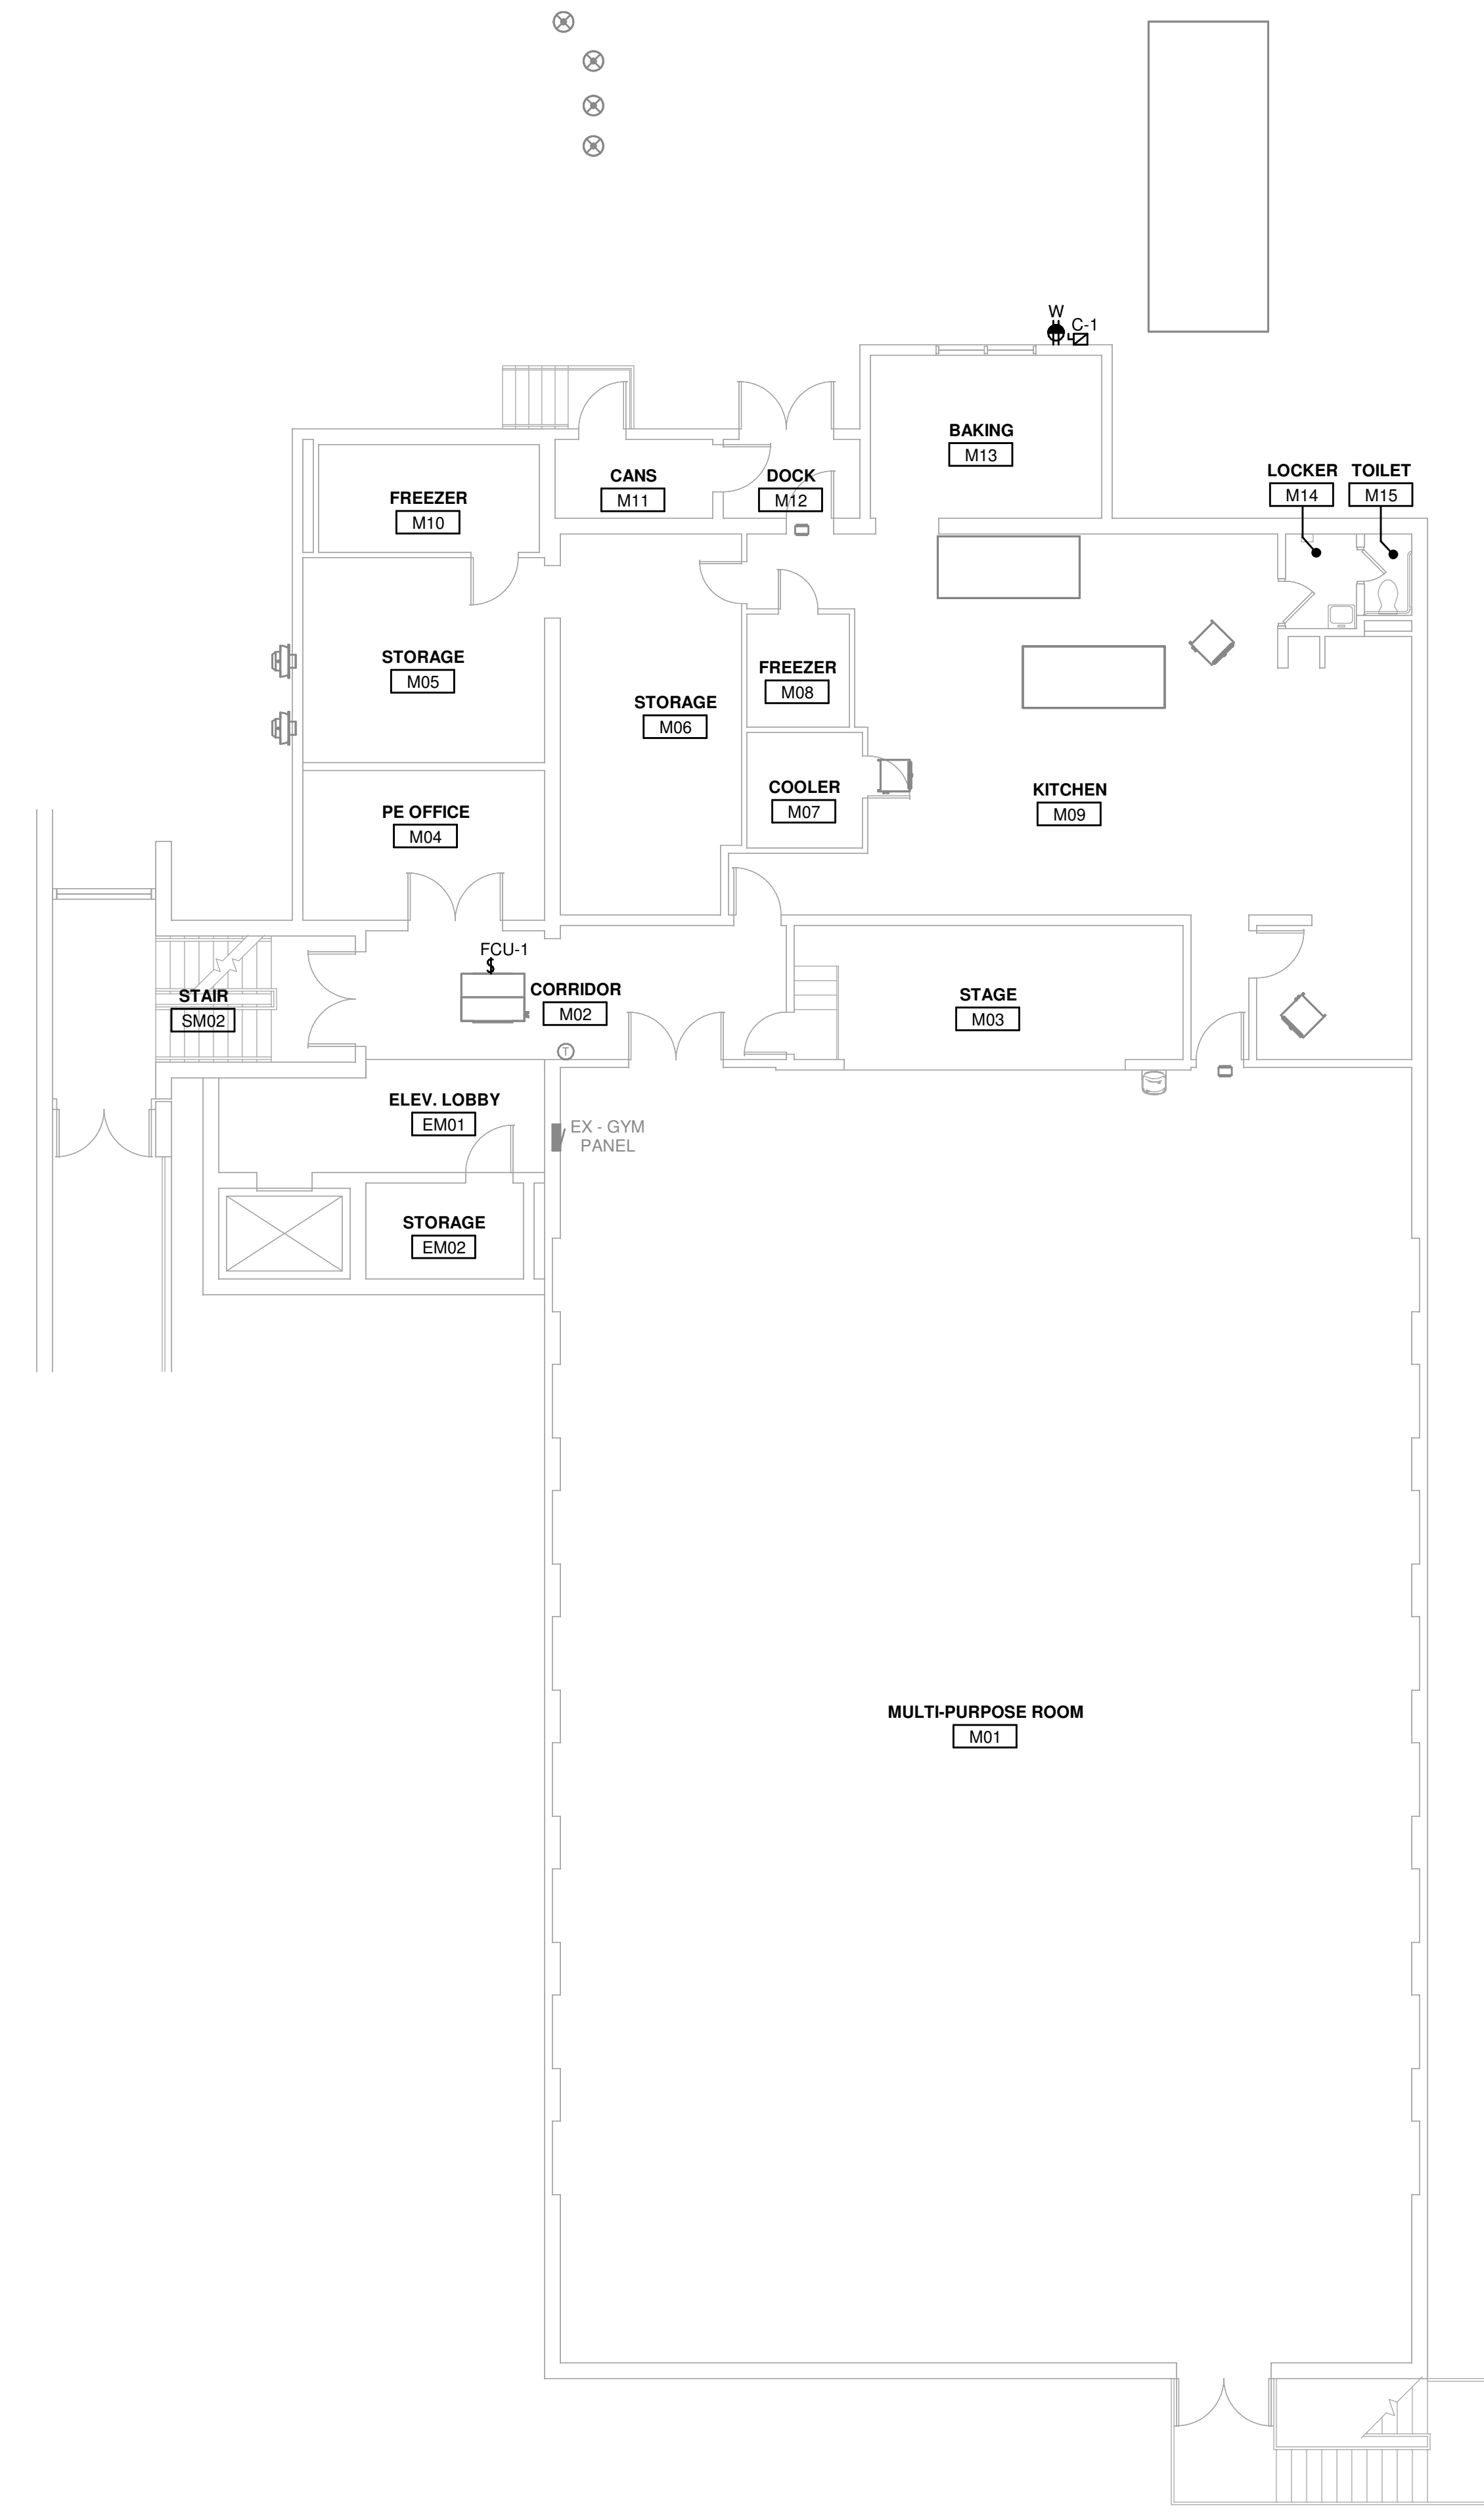 W
C-1
BAKING
M13
LOCKER
M14
TOILET
M15
CANS
M11
DOCK
M12
FREEZER
M10
STORAGE
M05
FREEZER
M08
STORAGE
M06
COOLER
M07
KITCHEN
M09
PE OFFICE
M04
FCU-1
CORRIDOR
M02
STAIR
SM02
STAGE
M03
T
ELEV. LOBBY
EM01
EX - GYM
PANEL
STORAGE
EM02
MULTI-PURPOSE ROOM
M01